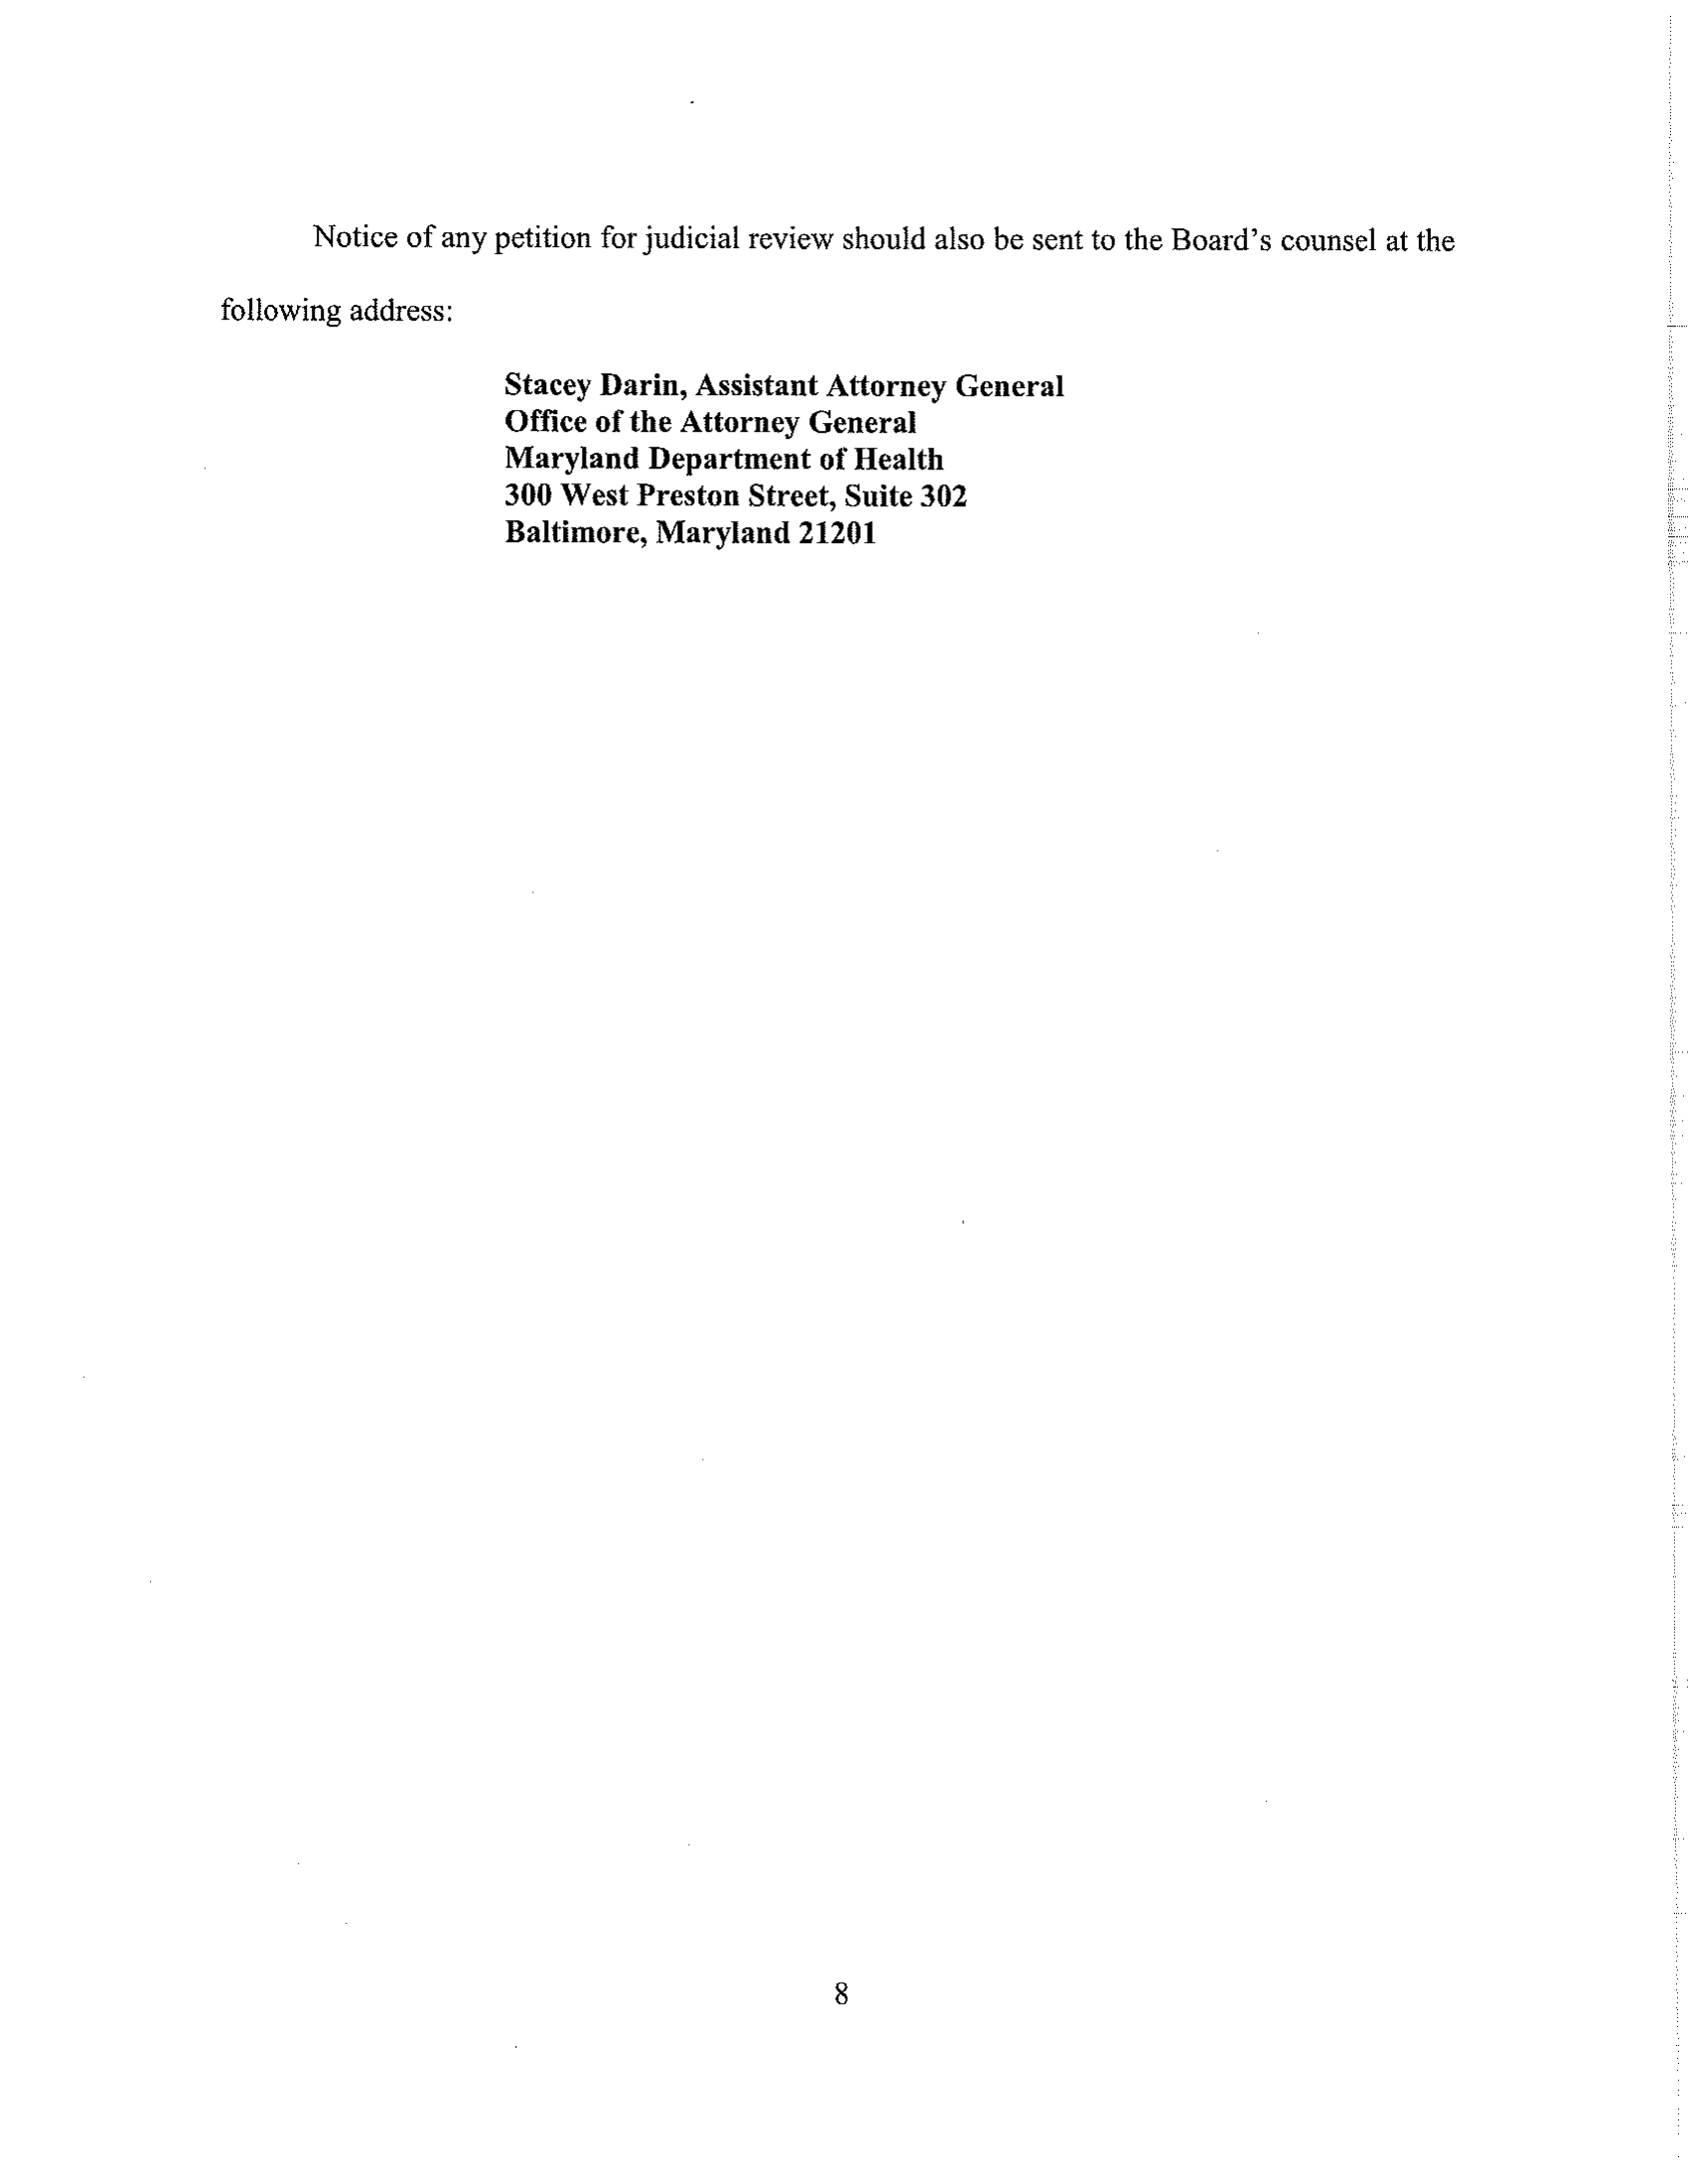 Notice of any petition for judicial review should also be sent to the Board's counsel at the
following address:
Stacey Darin, Assistant Attorney General
Office of the Attorney General
Maryland Department of Health
300 West Preston Street, Suite 302
Baltimore, Maryland 21201
8